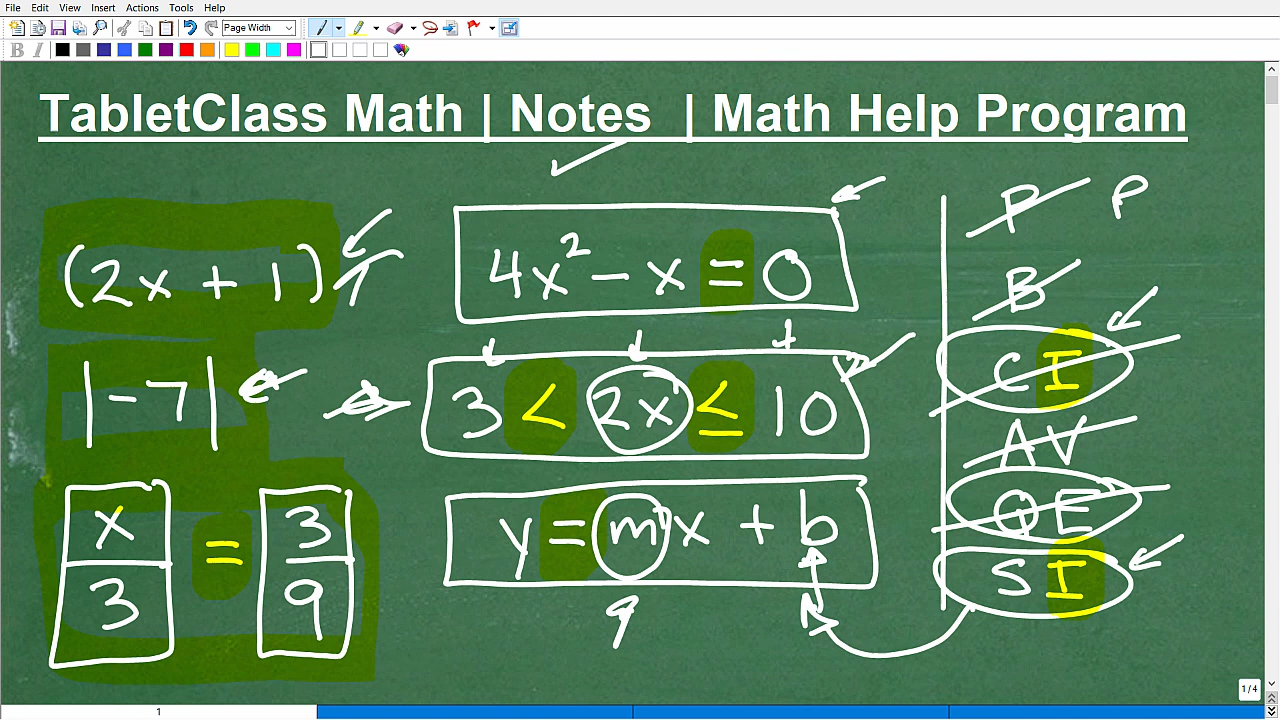 File Edit View Insert Actions Tools Help
Page Width
B I
TabletClass Math | Notes | Math Help Program
(2x + 1)
4x² - x = 0
|-7|
3 < 2x ≤ 10
x/3 = 3/9
y = mx + b
9
P P
B
CI
AV
QE
SI
1/4
1